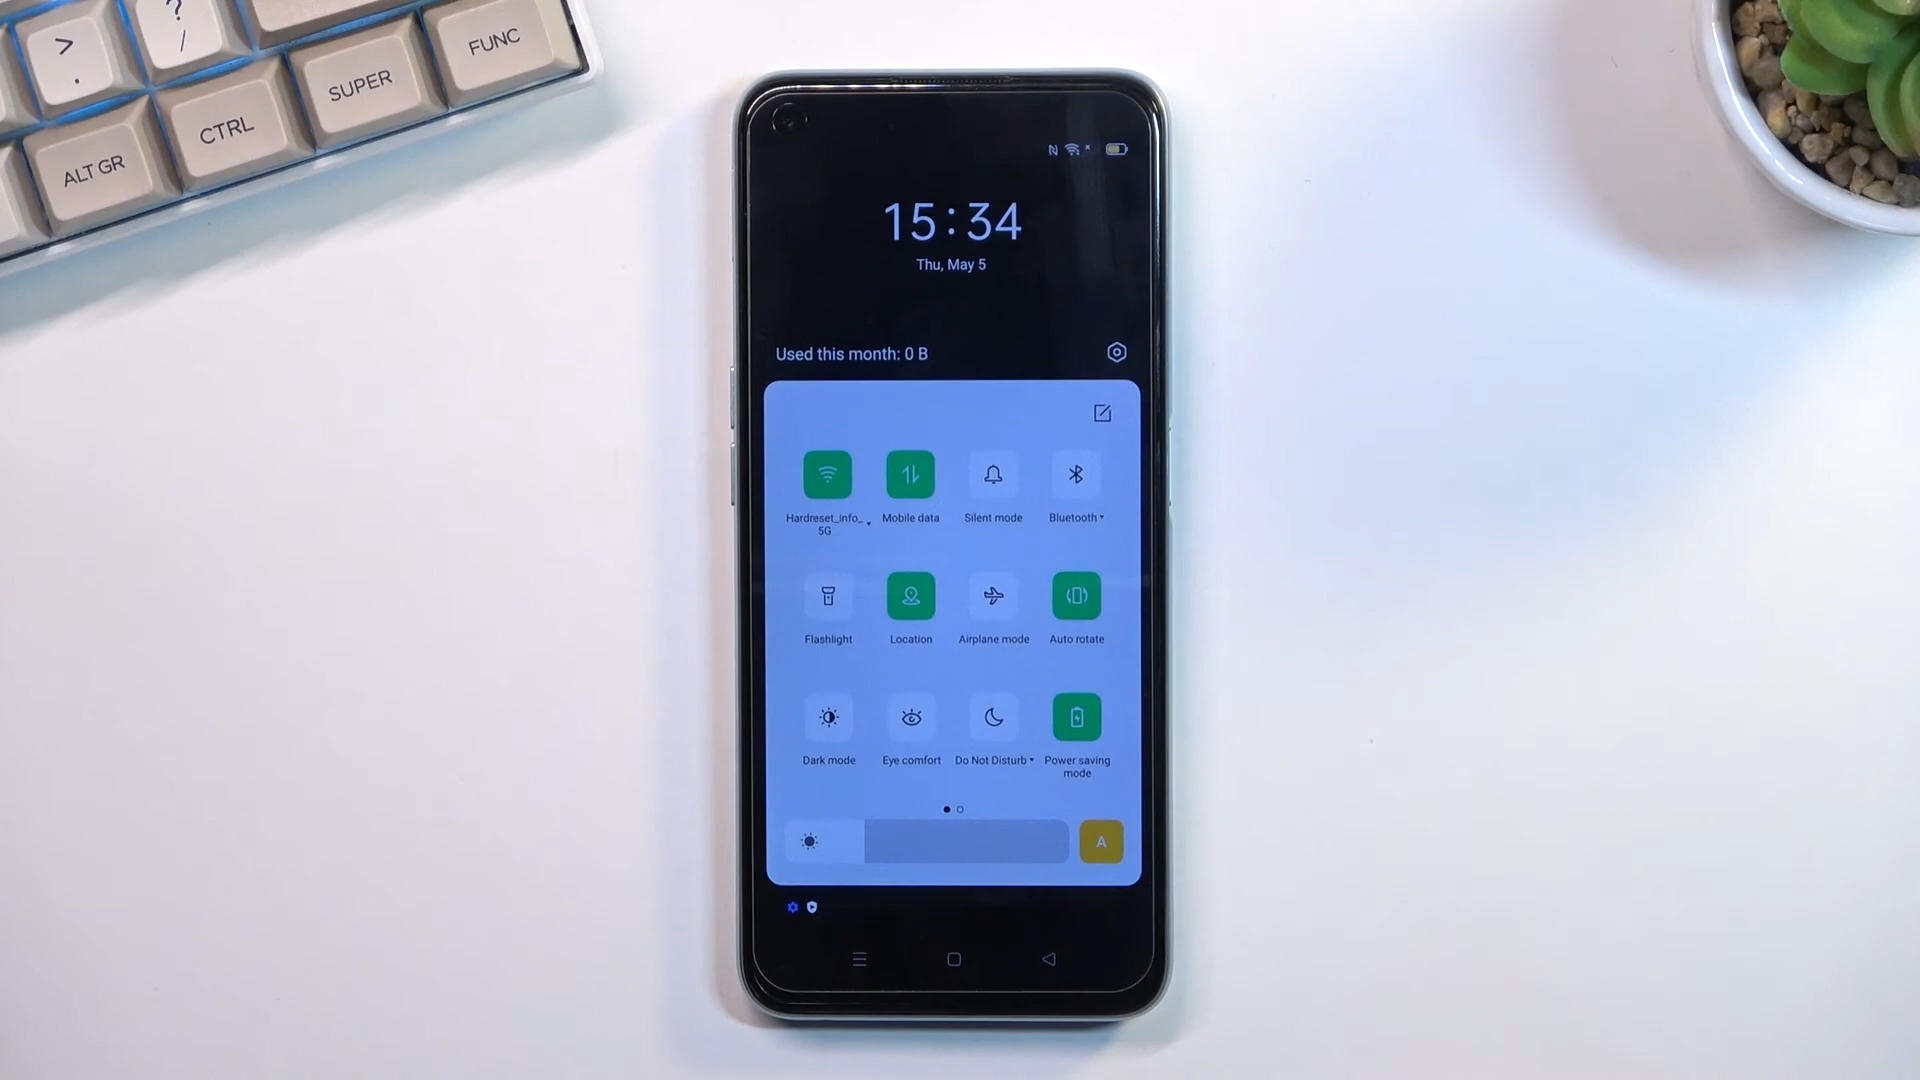 >
.
?
/
FUNC
SUPER
CTRL
ALT GR
15:34
Thu, May 5
Used this month: 0 B
Hardreset_info_
5G
Mobile data
Silent mode
Bluetooth
Flashlight
Location
Airplane mode
Auto rotate
Dark mode
Eye comfort
Do Not Disturb
Power saving
mode
A